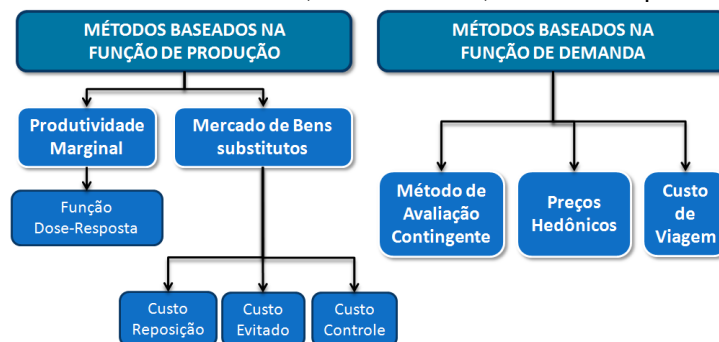 MÉTODOS BASEADOS NA
FUNÇÃO DE PRODUÇÃO
MÉTODOS BASEADOS NA
FUNÇÃO DE DEMANDA
Produtividade
Marginal
Mercado de Bens
substitutos
Função
Dose-Resposta
Custo
Reposição
Custo
Evitado
Custo
Controle
Método de
Avaliação
Contingente
Preços
Hedônicos
Custo
de
Viagem